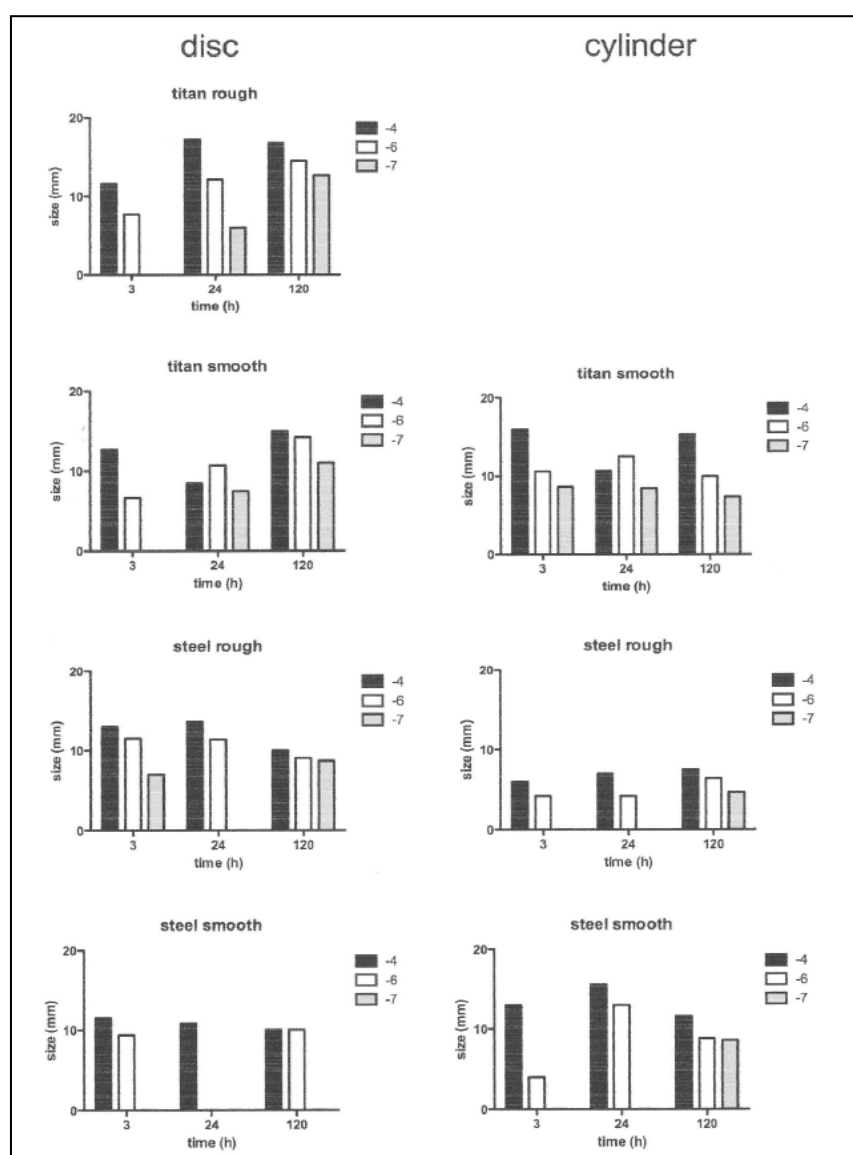 disc
cylinder
titan rough
20
10
0
size (mm)
3
24
120
time (h)
-4
-6
-7
titan smooth
20
10
0
size (mm)
3
24
120
time (h)
-4
-6
-7
titan smooth
20
10
0
size (mm)
3
24
120
time (h)
-4
-6
-7
steel rough
20
10
0
size (mm)
3
24
120
time (h)
-4
-6
-7
steel rough
20
10
0
size (mm)
3
24
120
time (h)
-4
-6
-7
steel smooth
20
10
0
size (mm)
3
24
120
time (h)
-4
-6
-7
steel smooth
20
10
0
size (mm)
3
24
120
time (h)
-4
-6
-7